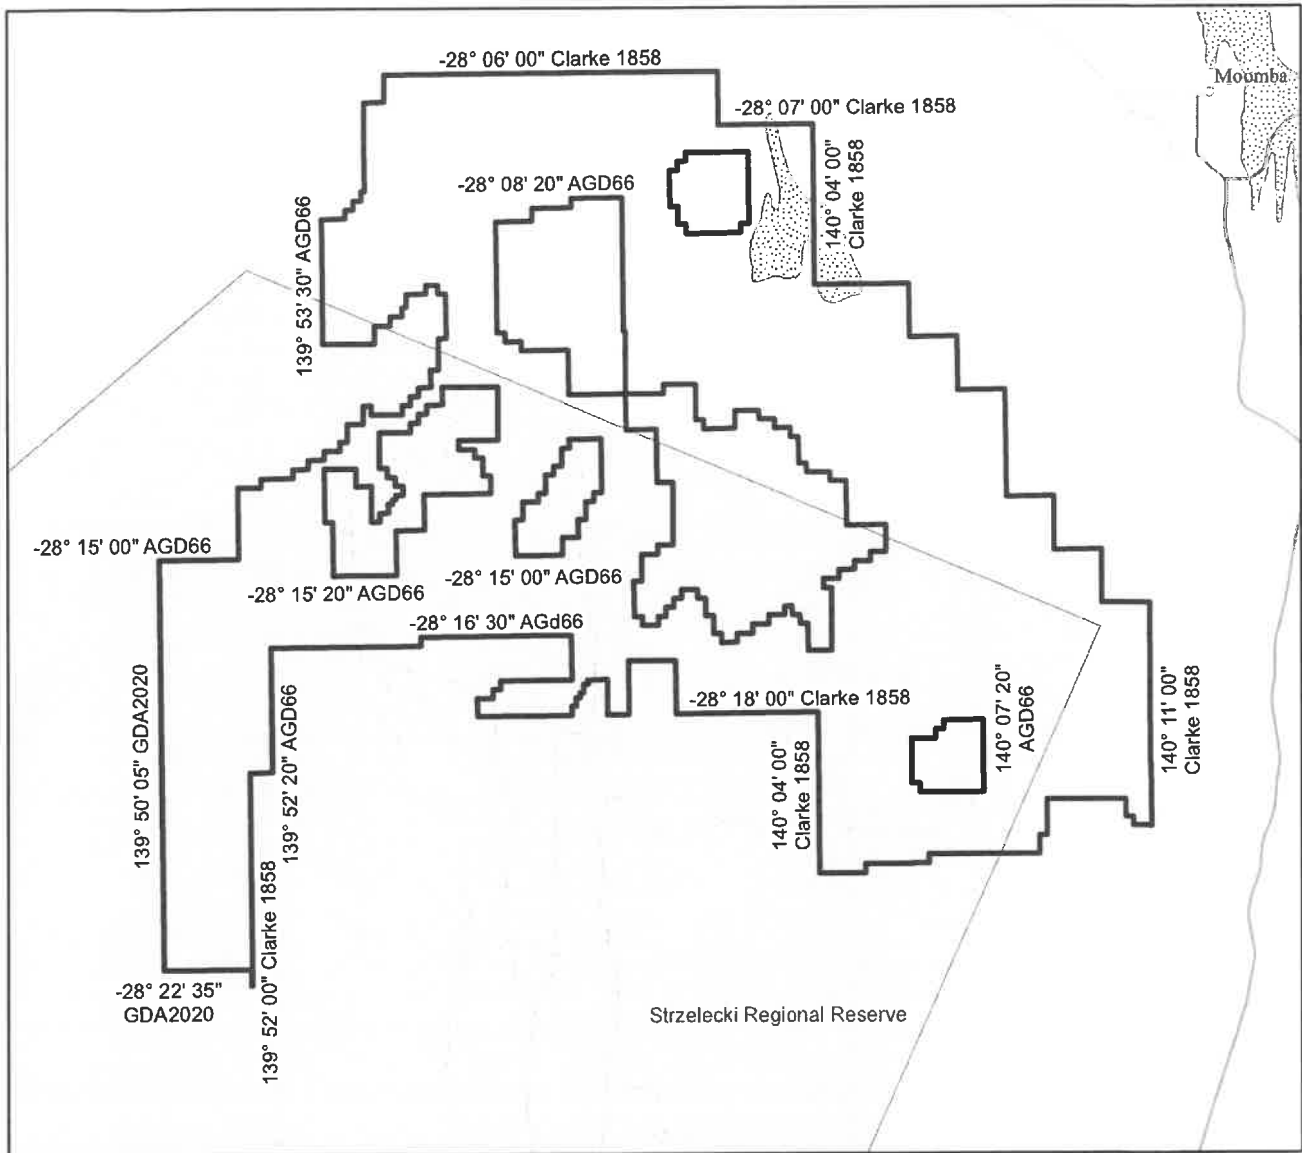 -28° 06' 00" Clarke 1858
Moomba
-28° 07' 00" Clarke 1858
140° 04' 00"
Clarke 1858
-28° 08' 20" AGD66
139° 53' 30" AGD66
-28° 15' 00" AGD66
-28° 15' 20" AGD66
-28° 15' 00" AGD66
-28° 16' 30" AGd66
139° 50' 05" GDA2020
139° 52' 20" AGD66
-28° 18' 00" Clarke 1858
140° 04' 00"
Clarke 1858
140° 07' 20"
AGD66
140° 11' 00"
Clarke 1858
139° 52' 00" Clarke 1858
-28° 22' 35"
GDA2020
Strzelecki Regional Reserve